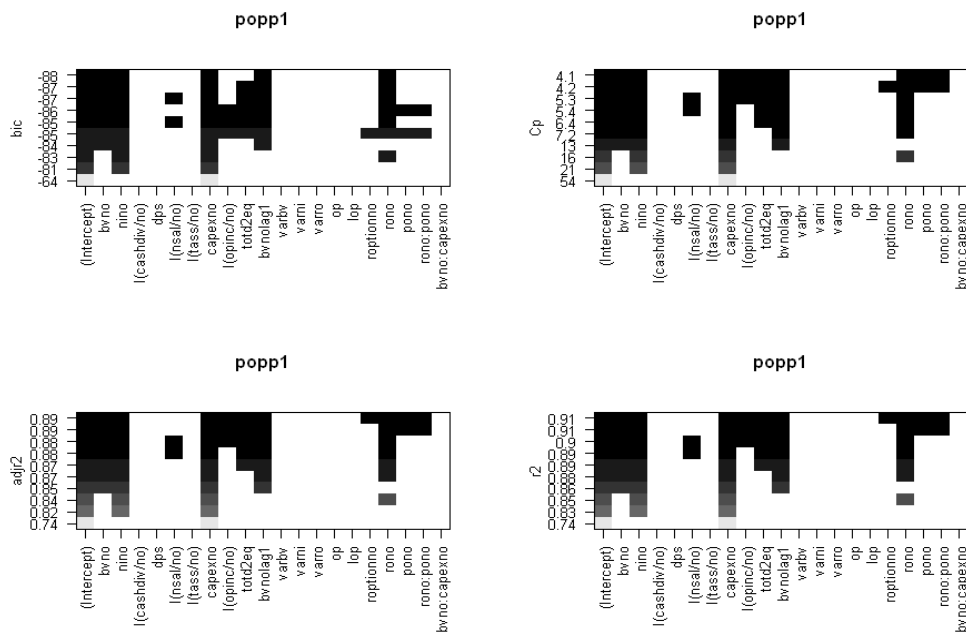 popp1
bic
-88
-87
-87
-86
-85
-85
-84
-83
-81
-64
(Intercept)
bvno
nino
I(cashdiv/no)
dps
I(nsal/no)
I(tass/no)
capexno
I(opinc/no)
totd2eq
bvnolag1
varbv
varni
varro
op
lop
roptionno
rono
pono
rono:pono
bvno:capexno
popp1
Cp
4.1
4.2
5.3
5.4
6.4
7.2
13
16
21
54
(Intercept)
bvno
nino
I(cashdiv/no)
dps
I(nsal/no)
I(tass/no)
capexno
I(opinc/no)
totd2eq
bvnolag1
varbv
varni
varro
op
lop
roptionno
rono
pono
rono:pono
bvno:capexno
popp1
adjr2
0.89
0.89
0.88
0.88
0.87
0.87
0.85
0.84
0.82
0.74
(Intercept)
bvno
nino
I(cashdiv/no)
dps
I(nsal/no)
I(tass/no)
capexno
I(opinc/no)
totd2eq
bvnolag1
varbv
varni
varro
op
lop
roptionno
rono
pono
rono:pono
bvno:capexno
popp1
r2
0.91
0.91
0.9
0.89
0.89
0.88
0.86
0.85
0.83
0.74
(Intercept)
bvno
nino
I(cashdiv/no)
dps
I(nsal/no)
I(tass/no)
capexno
I(opinc/no)
totd2eq
bvnolag1
varbv
varni
varro
op
lop
roptionno
rono
pono
rono:pono
bvno:capexno